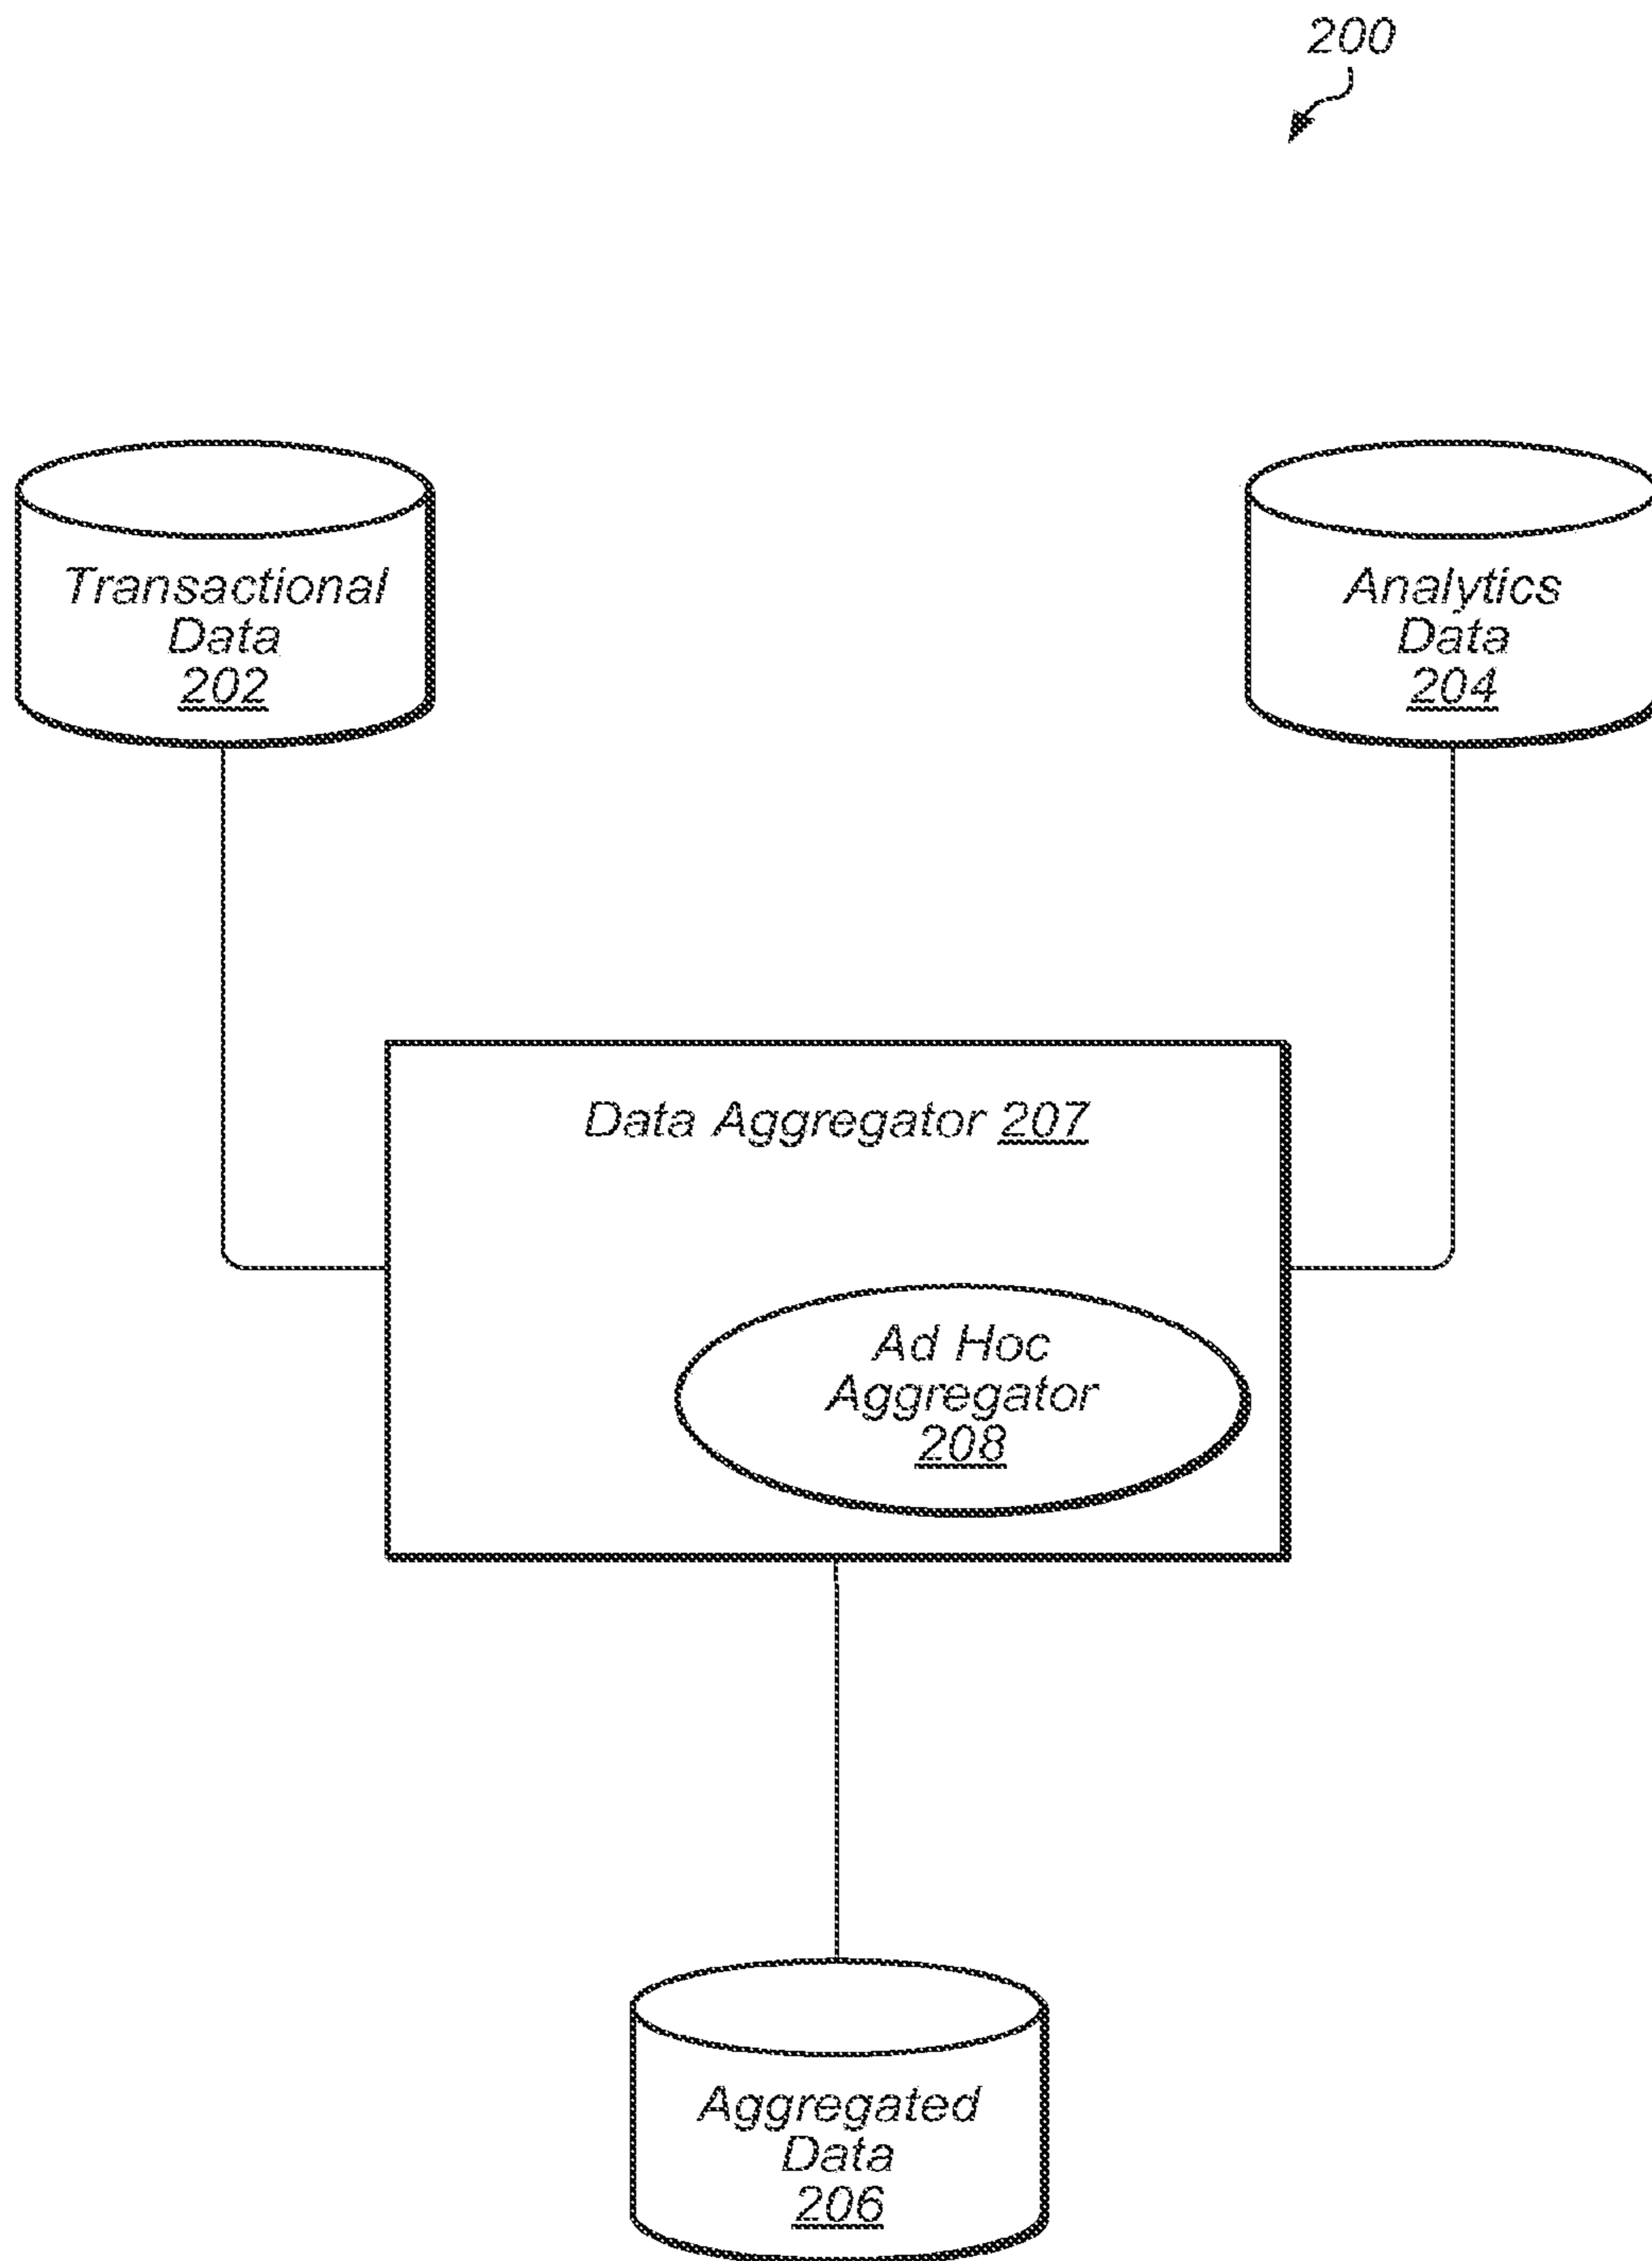 200
Transactional
Data
202
Analytics
Data
204
Data Aggregator 207
Ad Hoc
Aggregator
208
Aggregated
Data
206